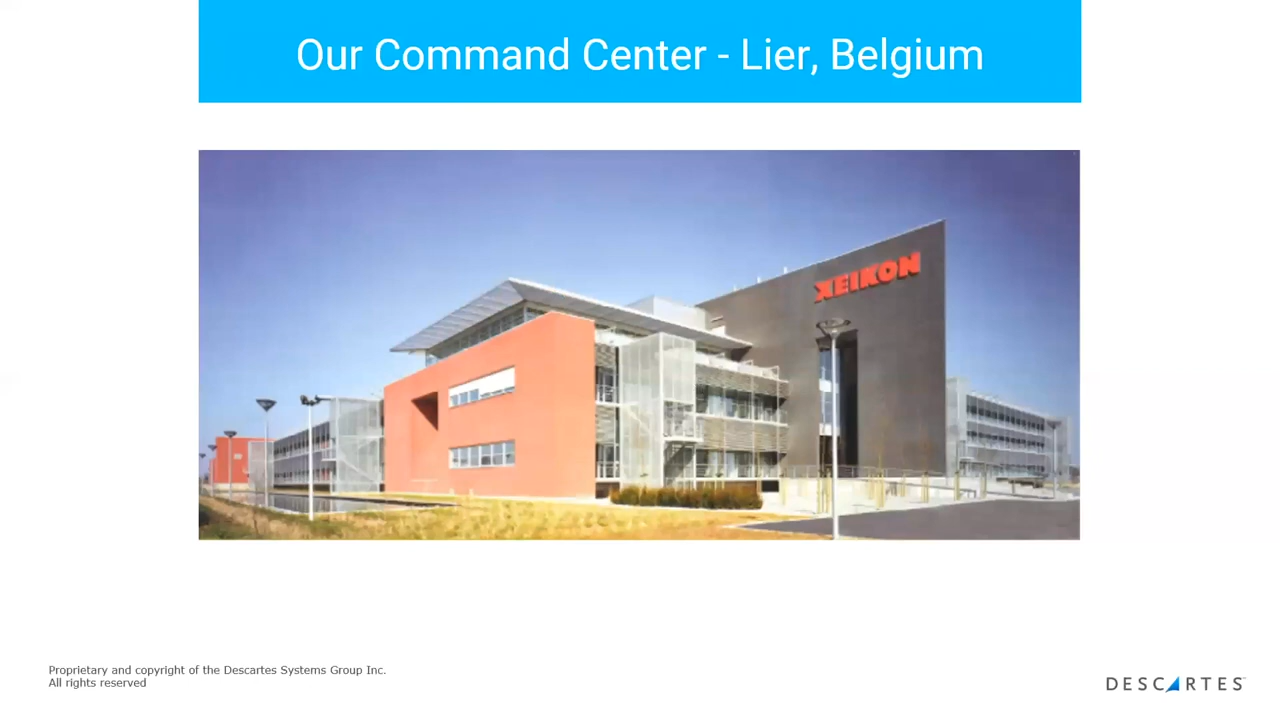 Our Command Center - Lier, Belgium
XEIKON
Proprietary and copyright of the Descartes Systems Group Inc.
All rights reserved
DESCARTES